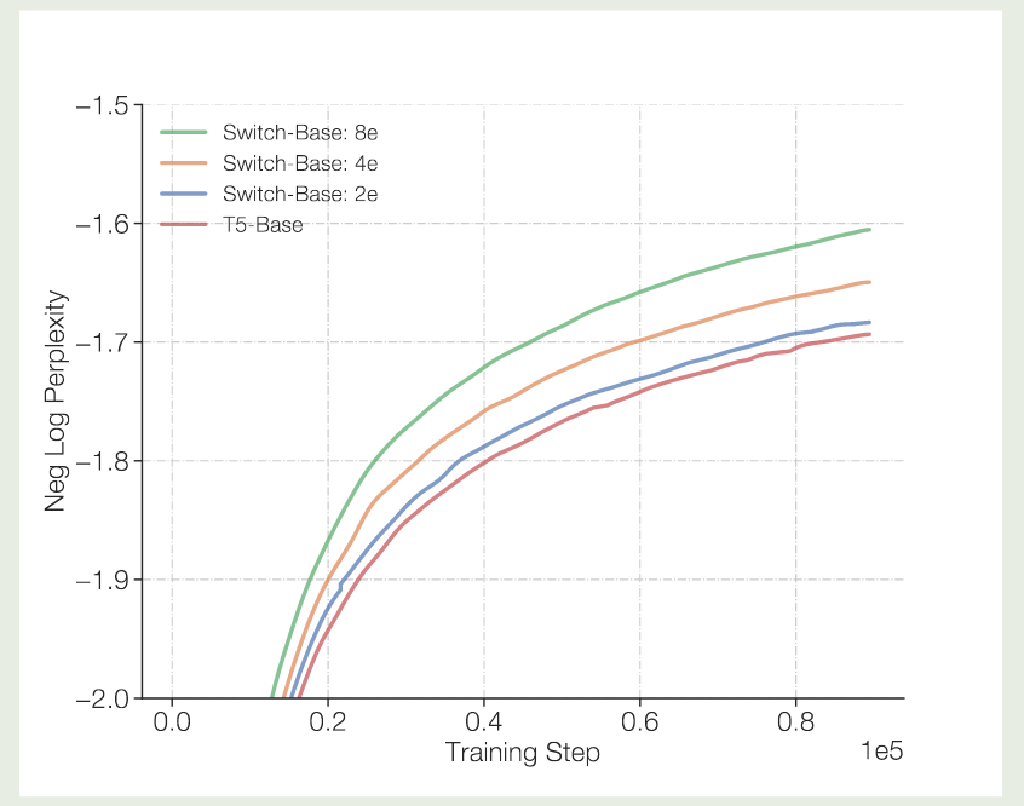 −1.5
Switch-Base: 8e
Switch-Base: 4e
Switch-Base: 2e
T5-Base
−1.6
−1.7
−1.8
−1.9
−2.0
Neg Log Perplexity
0.0 0.2 0.4 0.6 0.8
Training Step
1e5